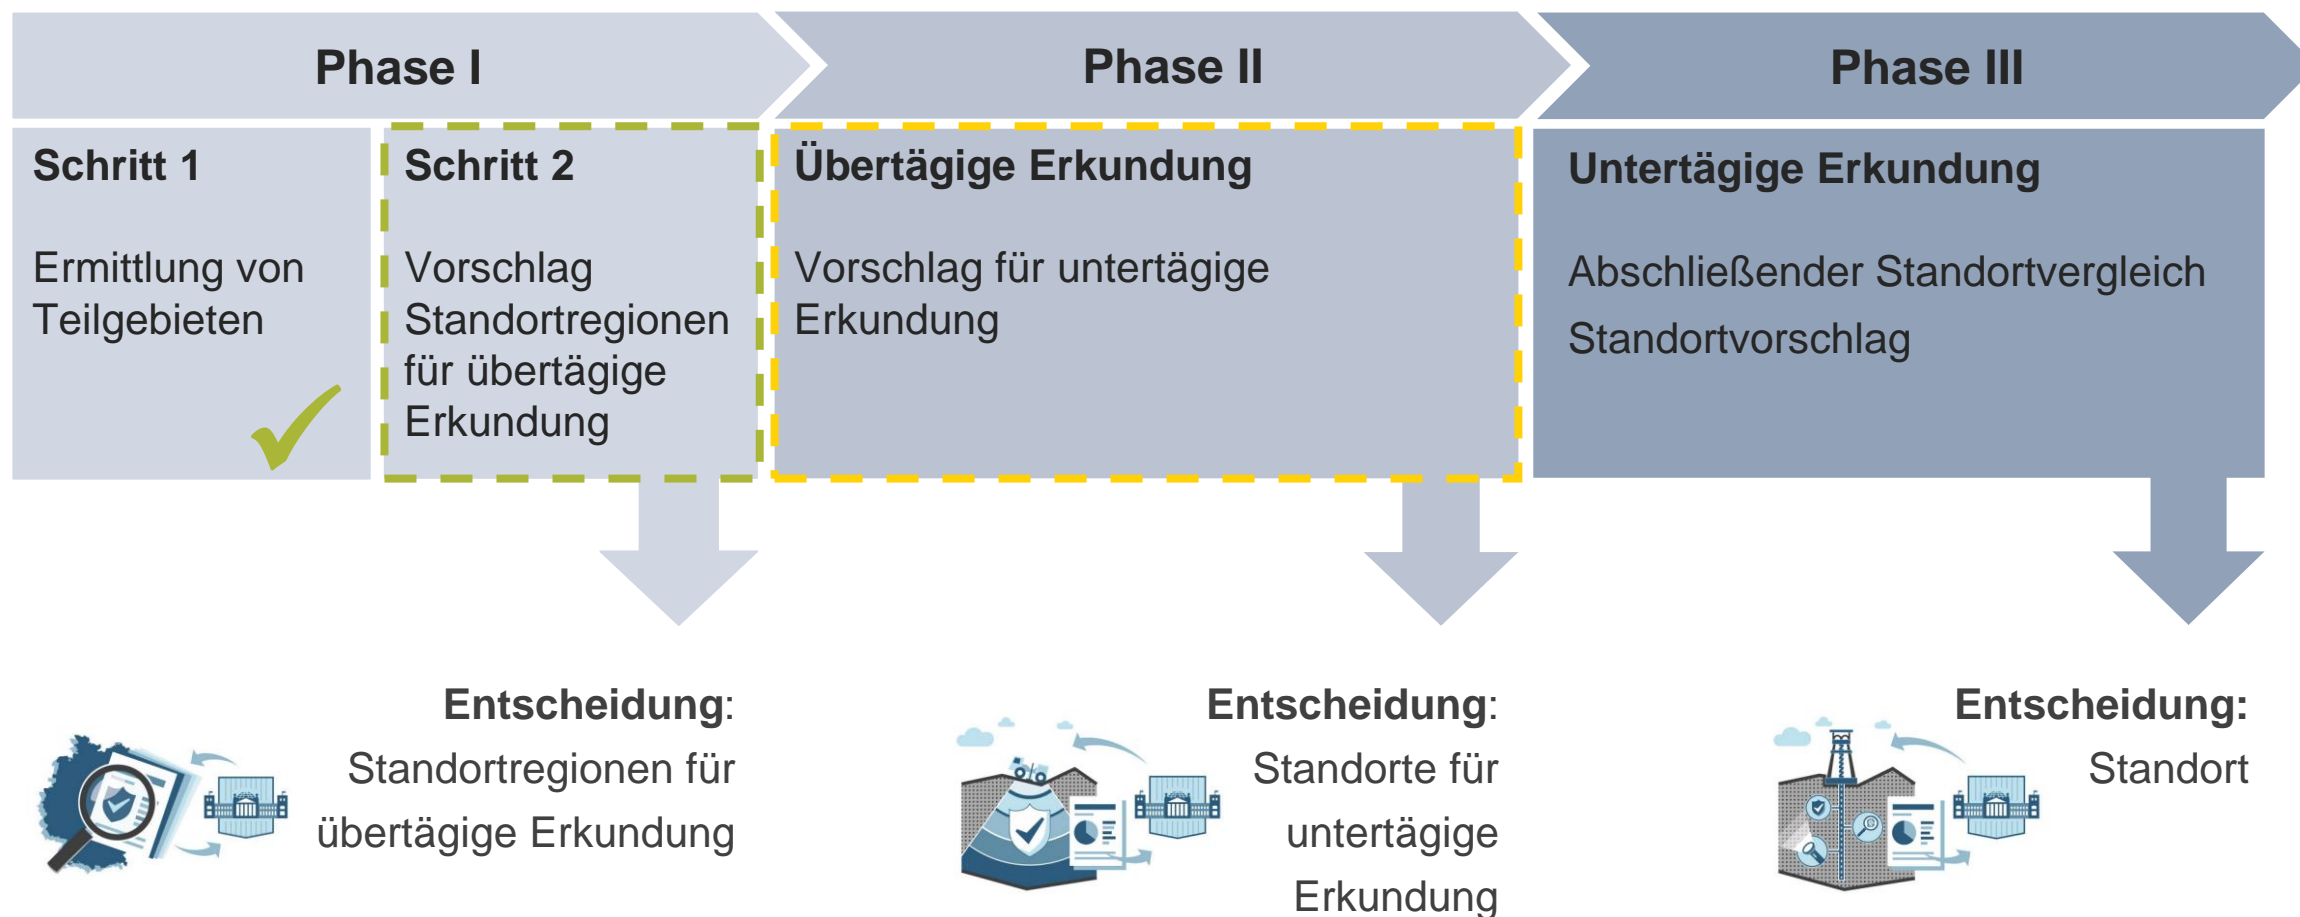 Phase I
Phase II
Phase III
Schritt 1
Ermittlung von
Teilgebieten
Schritt 2
Vorschlag
Standortregionen
für übertägige
Erkundung
Übertägige Erkundung
Vorschlag für untertägige
Erkundung
Untertägige Erkundung
Abschließender Standortvergleich
Standortvorschlag
Entscheidung:
Standortregionen für
übertägige Erkundung
Entscheidung:
Standorte für
untertägige
Erkundung
Entscheidung:
Standort